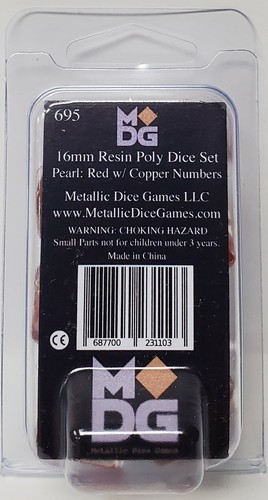 695
MDG
16mm Resin Poly Dice Set
Pearl: Red w/ Copper Numbers
Metallic Dice Games LLC
www.MetallicDiceGames.com
WARNING: CHOKING HAZARD
Small Parts not for children under 3 years.
Made in China
CE
687700 231103
MDG
Metallic Dice Games